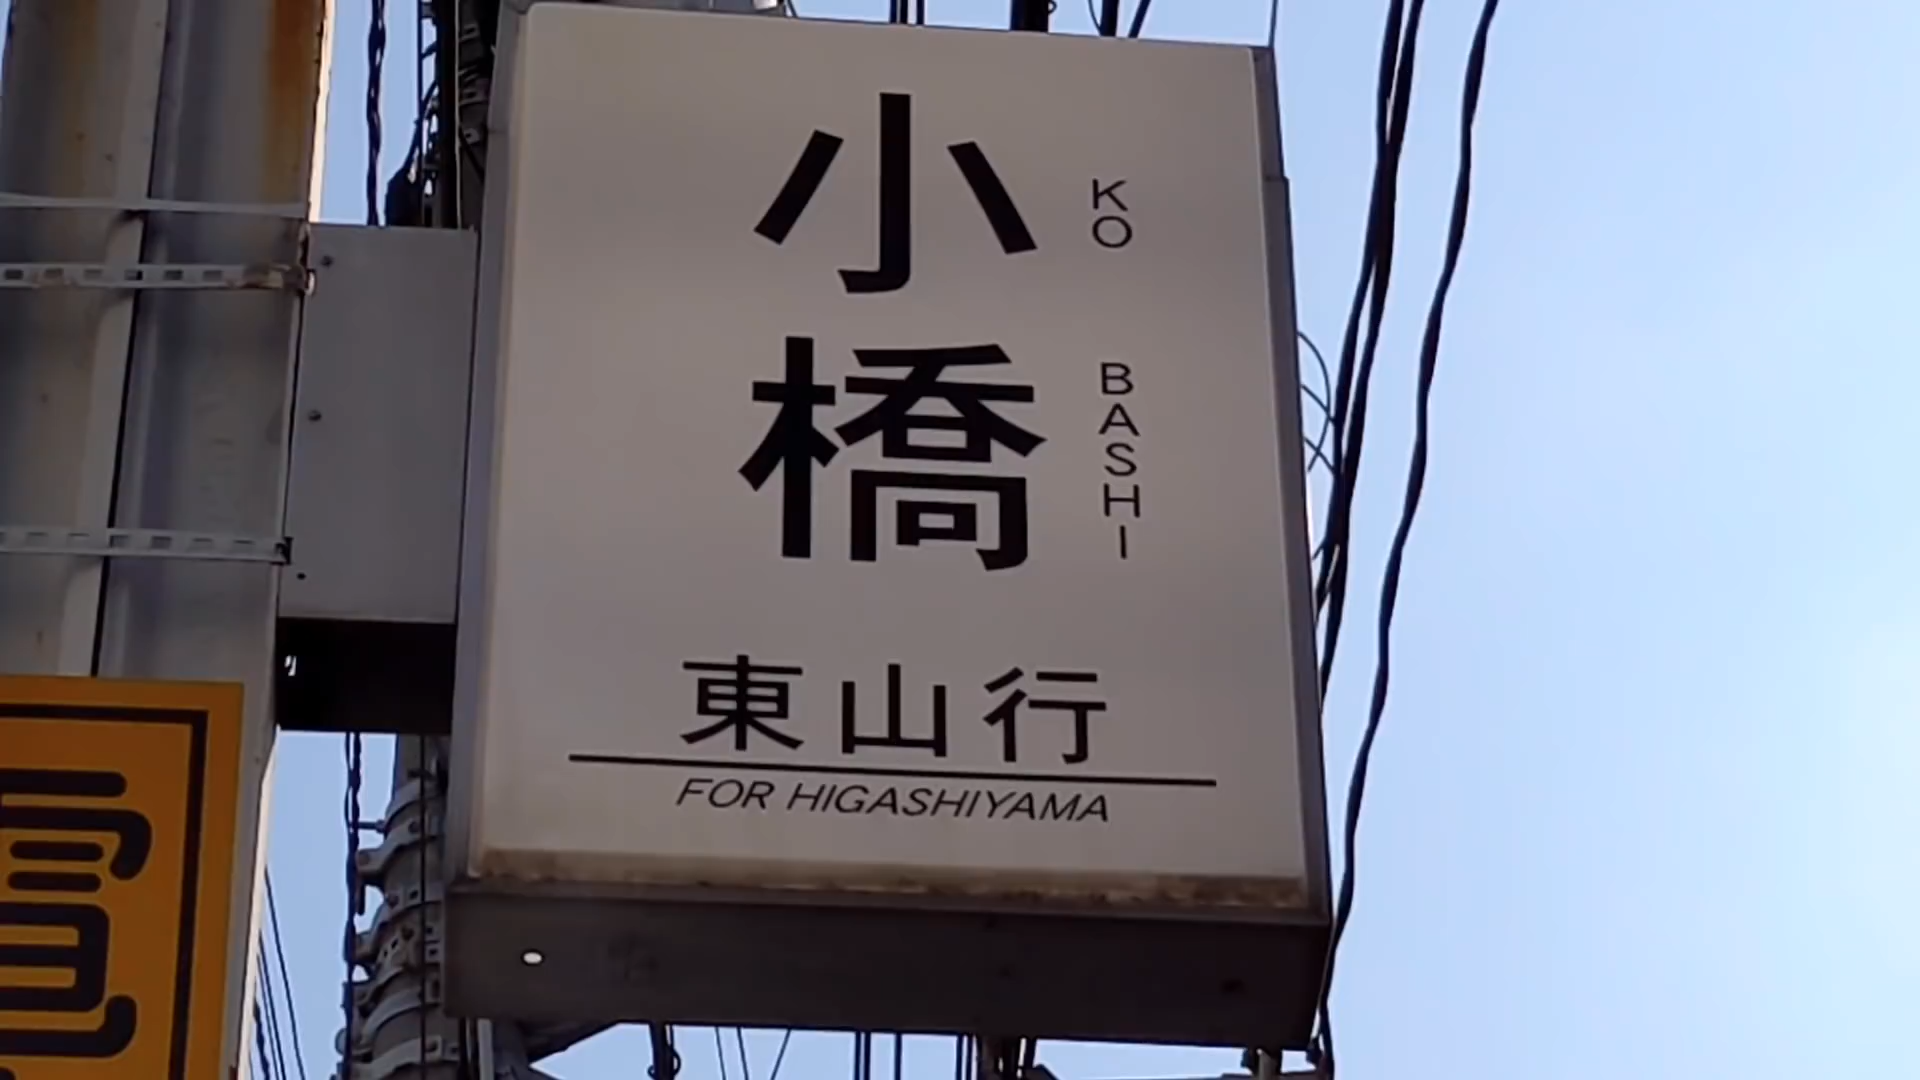 小橋
KO BASHI
東山行
FOR HIGASHIYAMA